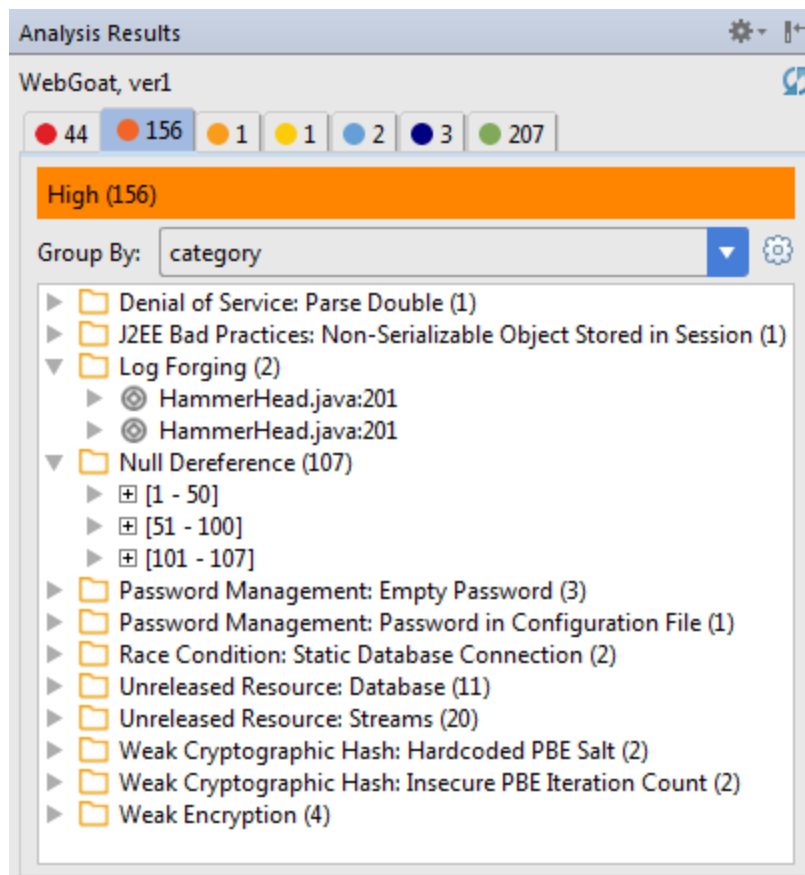 Analysis Results
WebGoat, ver1
44 156 1 1 2 3 207
High (156)
Group By: category
Denial of Service: Parse Double (1)
J2EE Bad Practices: Non-Serializable Object Stored in Session (1)
Log Forging (2)
HammerHead.java:201
HammerHead.java:201
Null Dereference (107)
[1 - 50]
[51 - 100]
[101 - 107]
Password Management: Empty Password (3)
Password Management: Password in Configuration File (1)
Race Condition: Static Database Connection (2)
Unreleased Resource: Database (11)
Unreleased Resource: Streams (20)
Weak Cryptographic Hash: Hardcoded PBE Salt (2)
Weak Cryptographic Hash: Insecure PBE Iteration Count (2)
Weak Encryption (4)